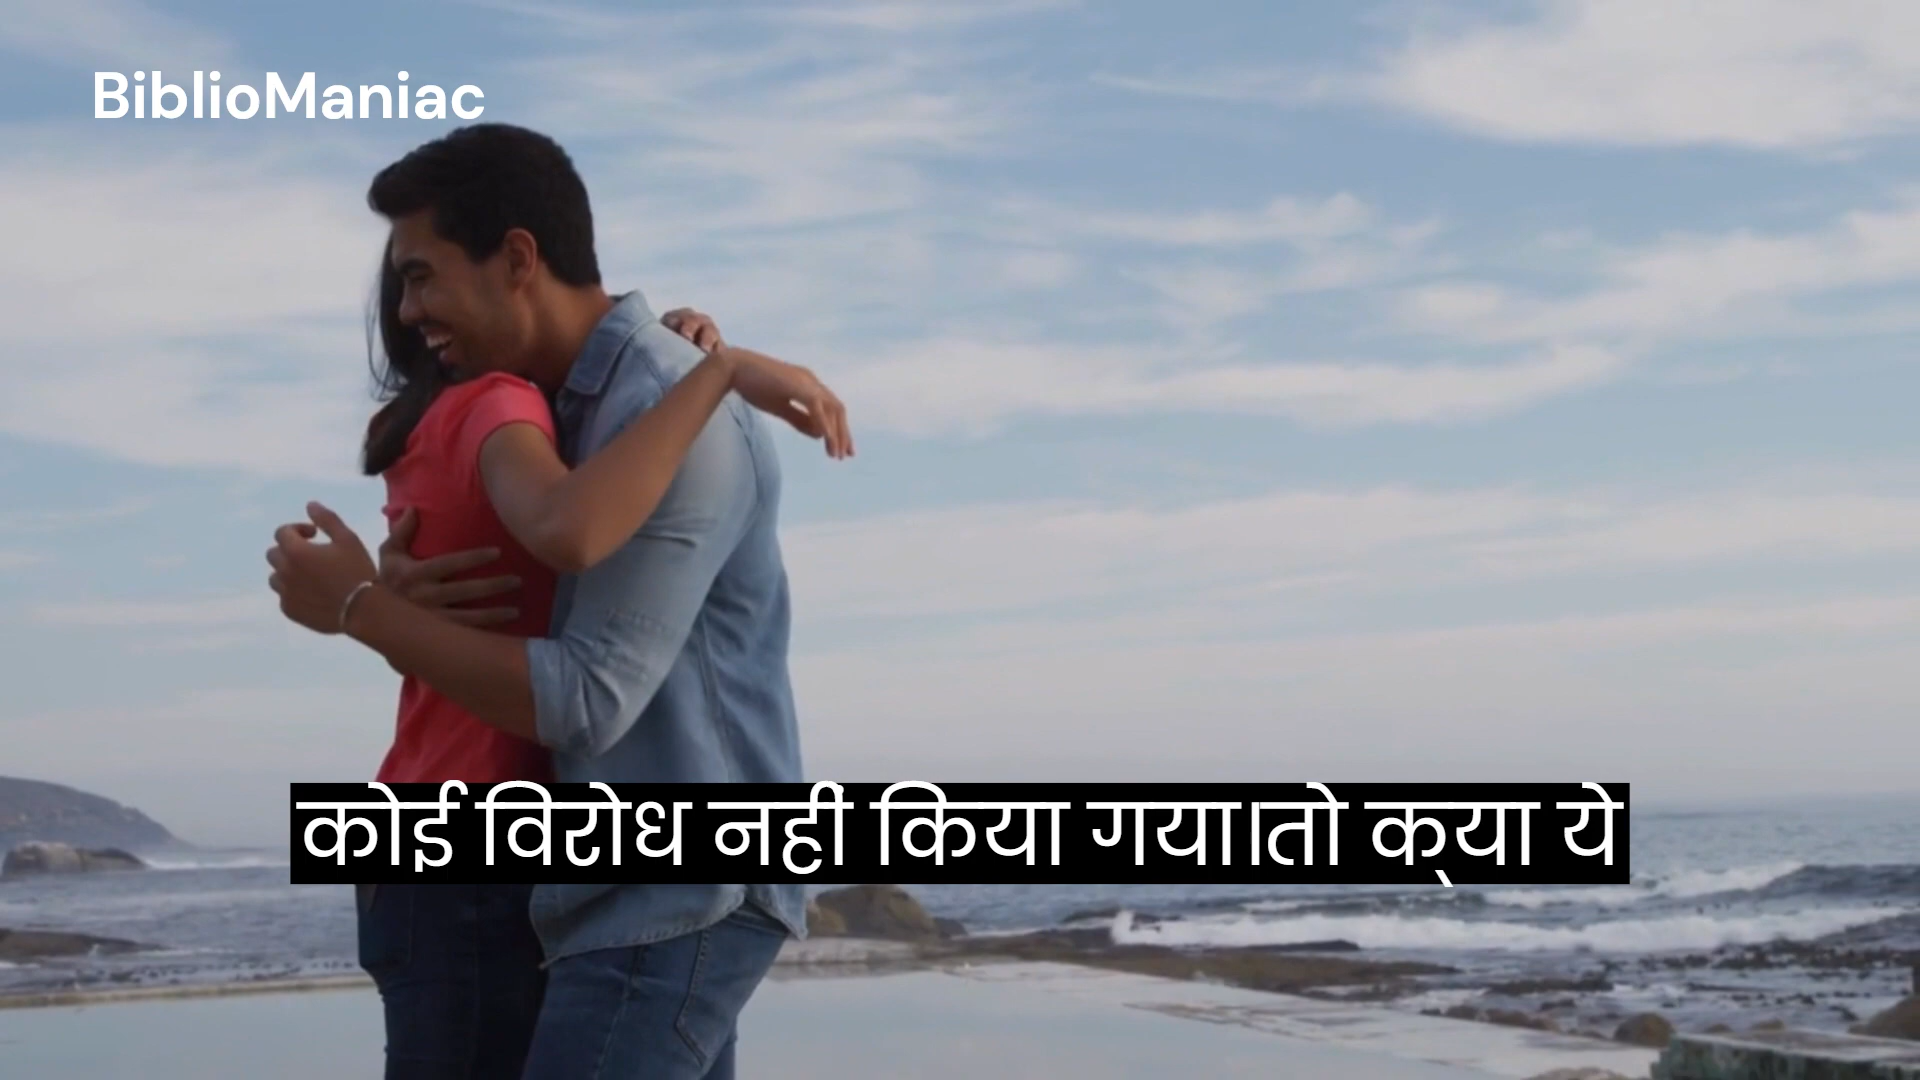 BiblioManiac
कोई विरोध नहीं किया गया।तो क्या ये